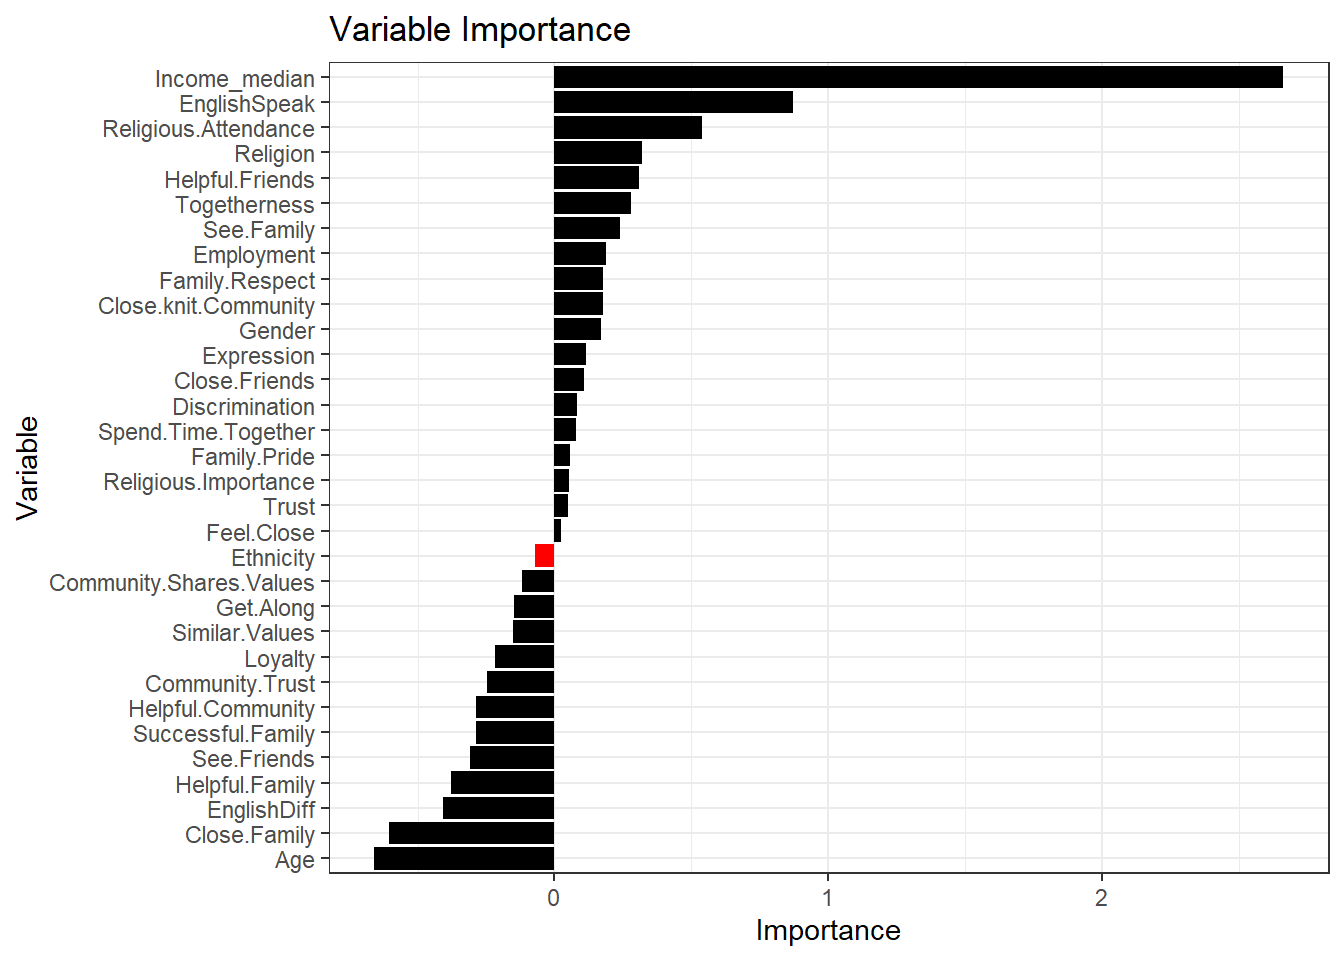 Variable Importance
Income_median
EnglishSpeak
Religious.Attendance
Religion
Helpful.Friends
Togetherness
See.Family
Employment
Family.Respect
Close.knit.Community
Gender
Expression
Close.Friends
Discrimination
Spend.Time.Together
Family.Pride
Religious.Importance
Trust
Feel.Close
Ethnicity
Community.Shares.Values
Get.Along
Similar.Values
Loyalty
Community.Trust
Helpful.Community
Successful.Family
See.Friends
Helpful.Family
EnglishDiff
Close.Family
Age
Variable
0 1 2
Importance